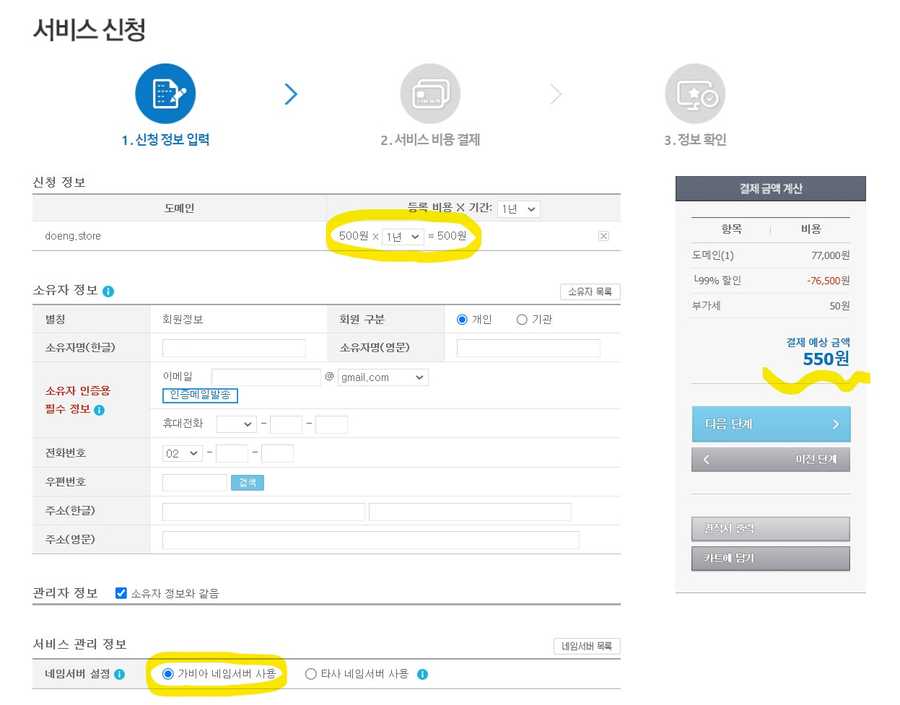 서비스 신청
1. 신청 정보 입력
2. 서비스 비용 결제
3. 정보 확인
신청 정보
도메인 등록 비용 X 기간: 1년
doeng.store 500원 x 1년 = 500원
소유자 정보 소유자 목록
별칭 회원정보 회원 구분 개인 기관
소유자명(한글) 소유자명(영문)
소유자 인증용
필수 정보
이메일 @ gmail.com
인증메일발송
휴대전화 - -
전화번호 02 - -
우편번호 검색
주소(한글)
주소(영문)
관리자 정보 소유자 정보와 같음
서비스 관리 정보 네임서버 목록
네임서버 설정 가비아 네임서버 사용 타사 네임서버 사용
결제 금액 계산
항목 비용
도메인(1) 77,000원
└99% 할인 -76,500원
부가세 50원
결제 예상 금액
550원
다음 단계
이전 단계
견적서 출력
카트에 담기